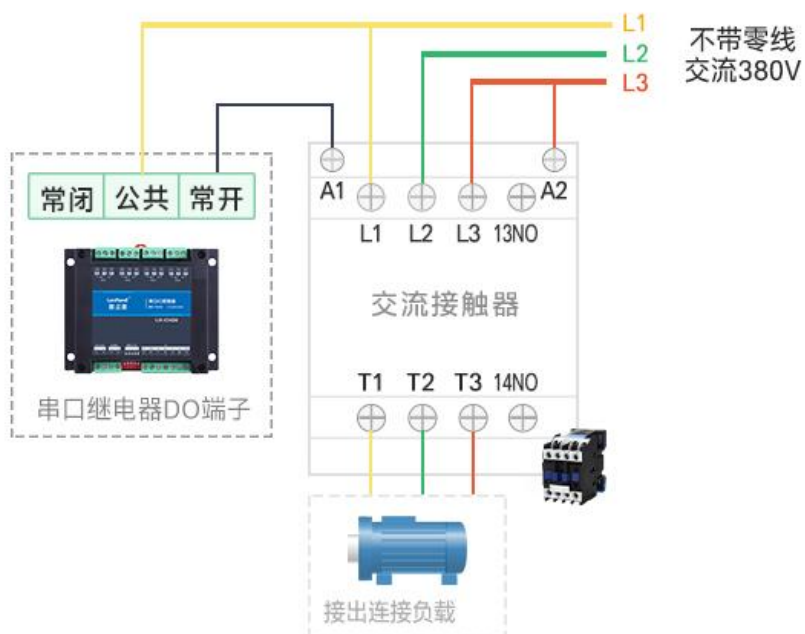 L1
L2
L3
不带零线
交流380V
常闭 公共 常开
A1
A2
L1 L2 L3 13NO
交流接触器
T1 T2 T3 14NO
串口继电器DO端子
接出连接负载